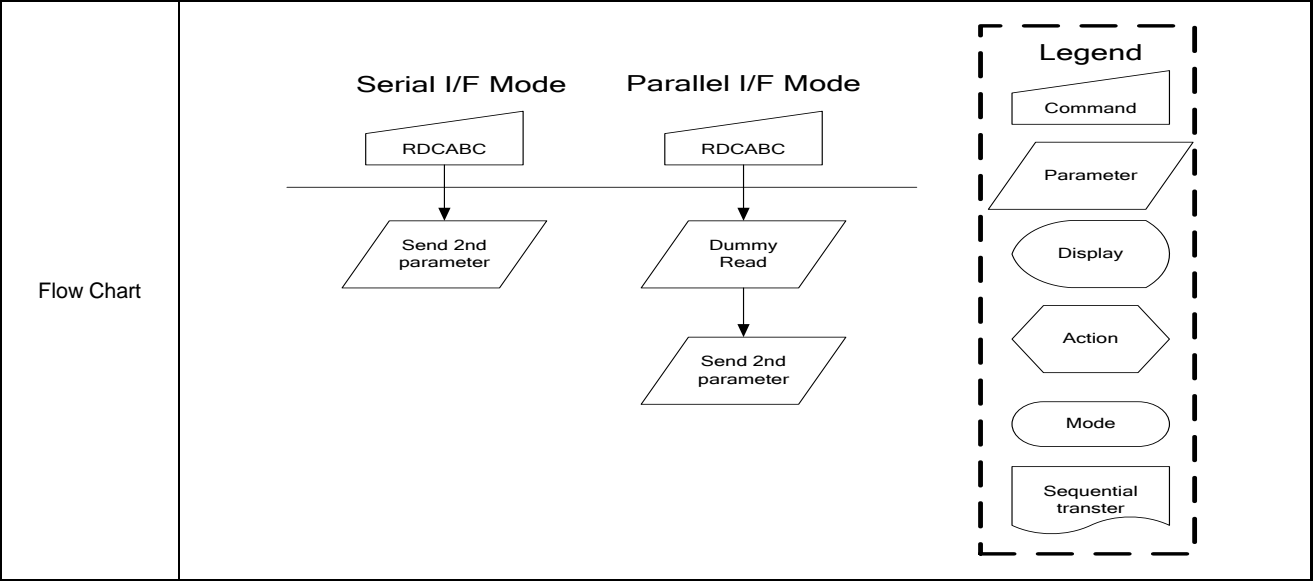 Flow Chart
Serial I/F Mode
RDCABC
Send 2nd
parameter
Parallel I/F Mode
RDCABC
Dummy
Read
Send 2nd
parameter
Legend
Command
Parameter
Display
Action
Mode
Sequential
transter